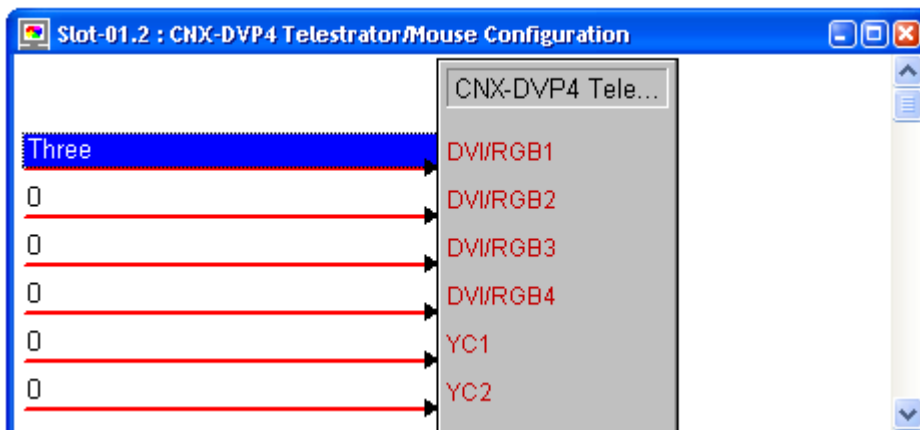 Slot-01.2 : CNX-DVP4 Telestrator/Mouse Configuration
CNX-DVP4 Tele...
Three DVI/RGB1
0 DVI/RGB2
0 DVI/RGB3
0 DVI/RGB4
0 YC1
0 YC2